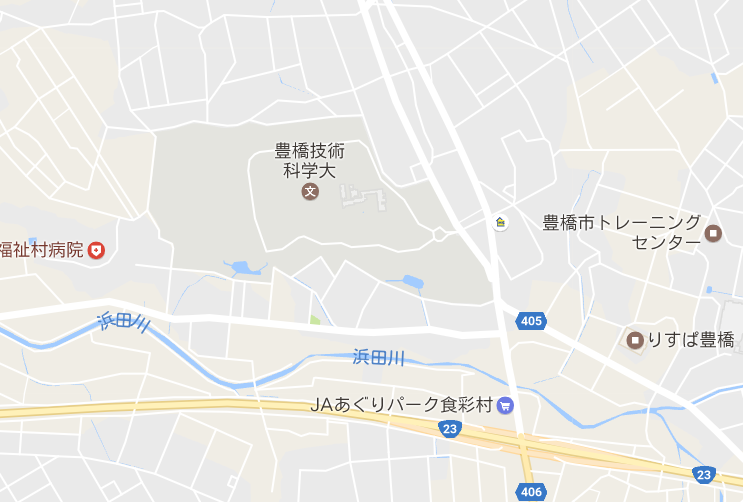 豊橋技術
科学大
豊橋市トレーニング
センター
福祉村病院
浜田川
405
りすぱ豊橋
浜田川
JAあぐりパーク食彩村
23
23
406